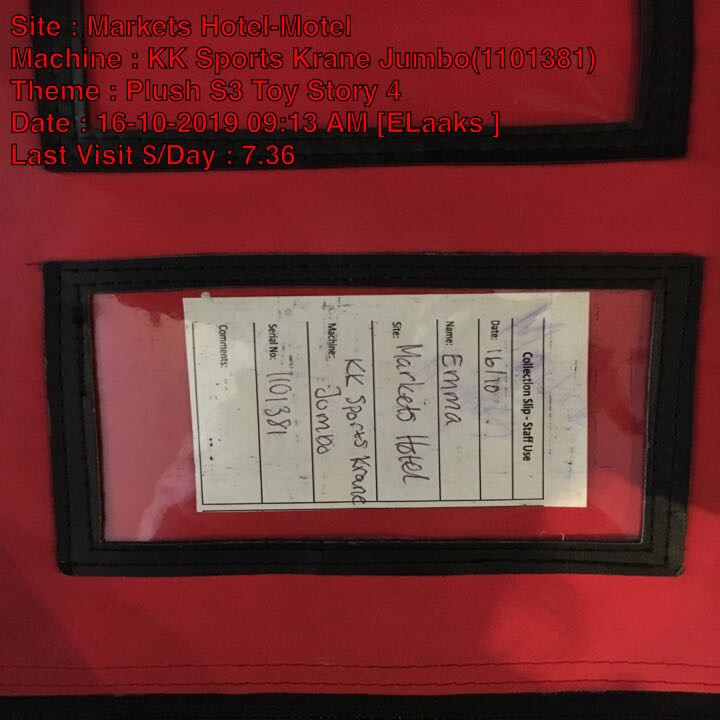 Site : Markets Hotel-Motel
Machine : KK Sports Krane Jumbo(1101381)
Theme : Plush S3 Toy Story 4
Date : 16-10-2019 09:13 AM [ELaaks ]
Last Visit $/Day : 7.36
Collection Slip - Staff Use
Date: 16/10
Name: Emma
Site: Markets Hotel
Machine: KK Sports Krane
Jumbo
Serial No: 1101381
Comments: